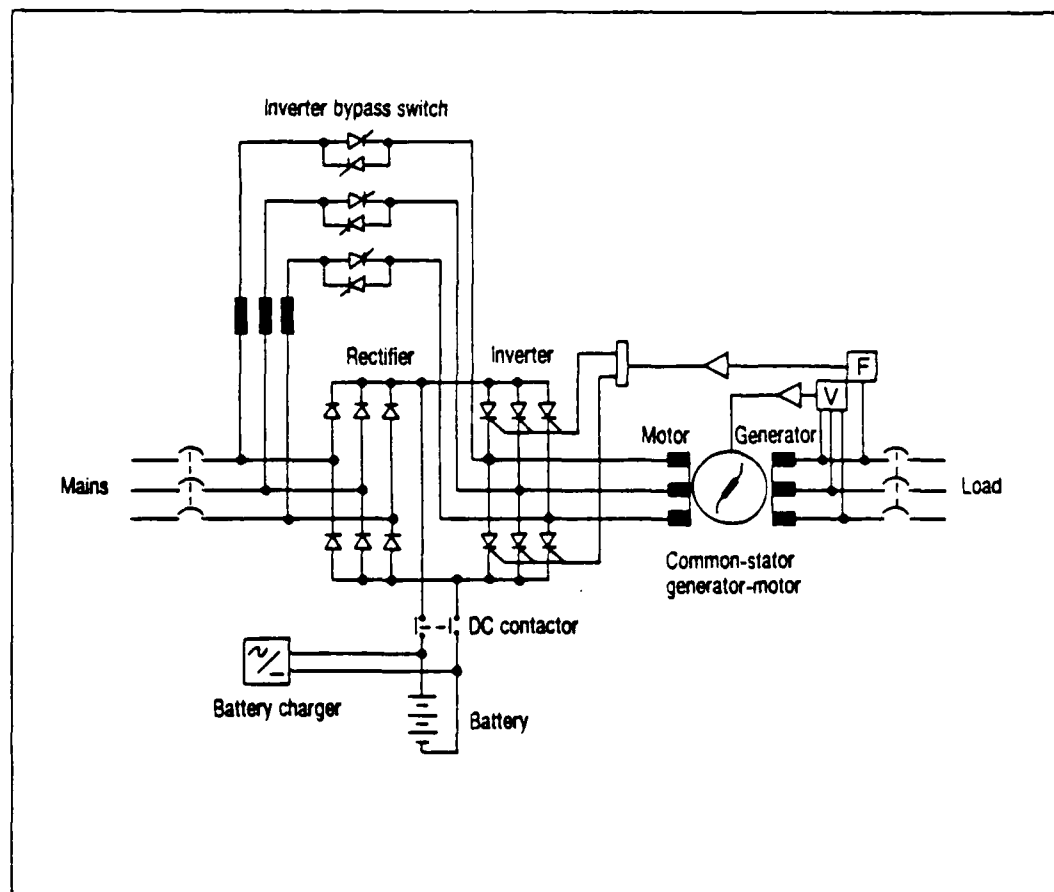 Inverter bypass switch
Rectifier
Inverter
F
V
Motor
Generator
Mains
Load
Common-stator
generator-motor
DC contactor
Battery charger
Battery